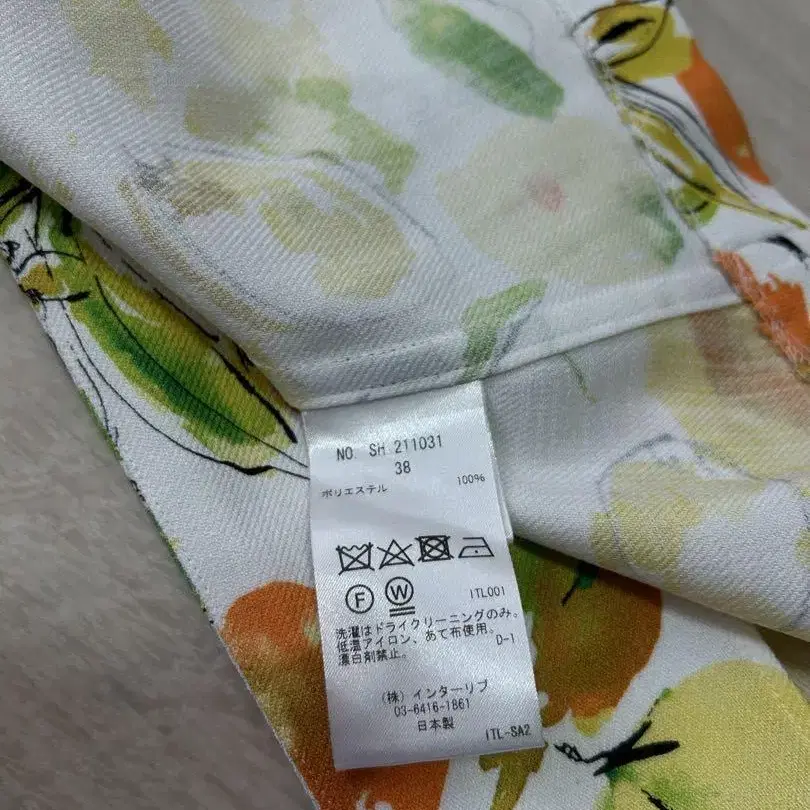 NO SH 211031
38
ポリエステル 100%
F W ITL001
洗濯はドライクリーニングのみ。
低温アイロン、あて布使用。
漂白剤禁止。 D-1
(株) インターリブ
03-6416-1861
日本製
ITL-SA2